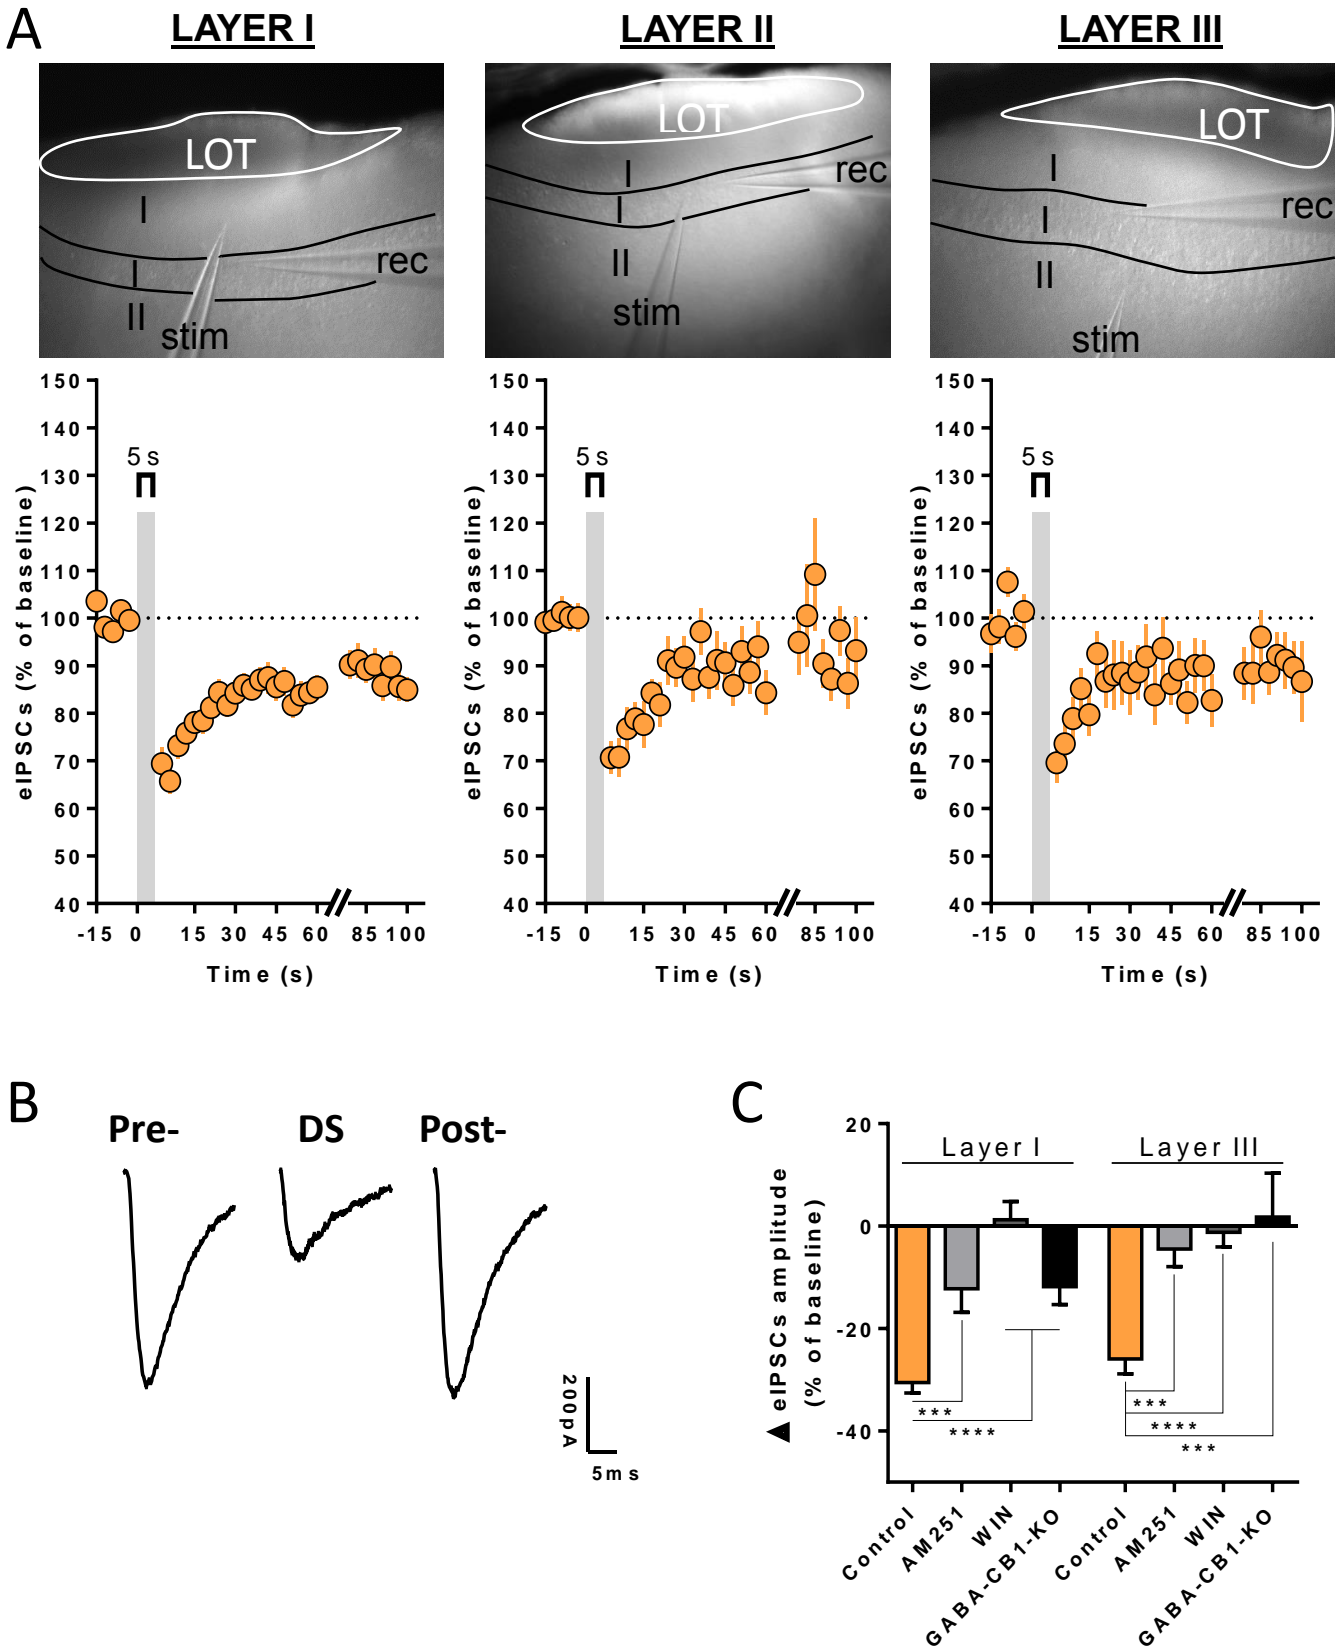 A
LAYER I
LAYER II
LAYER III
LOT
I
I
II
rec
stim
LOT
I
I
II
rec
stim
LOT
I
I
II
rec
stim
eIPSCs (% of baseline)
150
140
130
120
110
100
90
80
70
60
50
40
5 s
-15 0 15 30 45 60 85 100
Time (s)
eIPSCs (% of baseline)
150
140
130
120
110
100
90
80
70
60
50
40
5 s
-15 0 15 30 45 60 85 100
Time (s)
eIPSCs (% of baseline)
150
140
130
120
110
100
90
80
70
60
50
40
5 s
-15 0 15 30 45 60 85 100
Time (s)
B
Pre-
DS
Post-
200pA
5ms
C
▲ eIPSCs amplitude
(% of baseline)
20
0
-20
-40
Layer I
Layer III
***
****
***
****
***
Control
AM251
WIN
GABA-CB1-KO
Control
AM251
WIN
GABA-CB1-KO